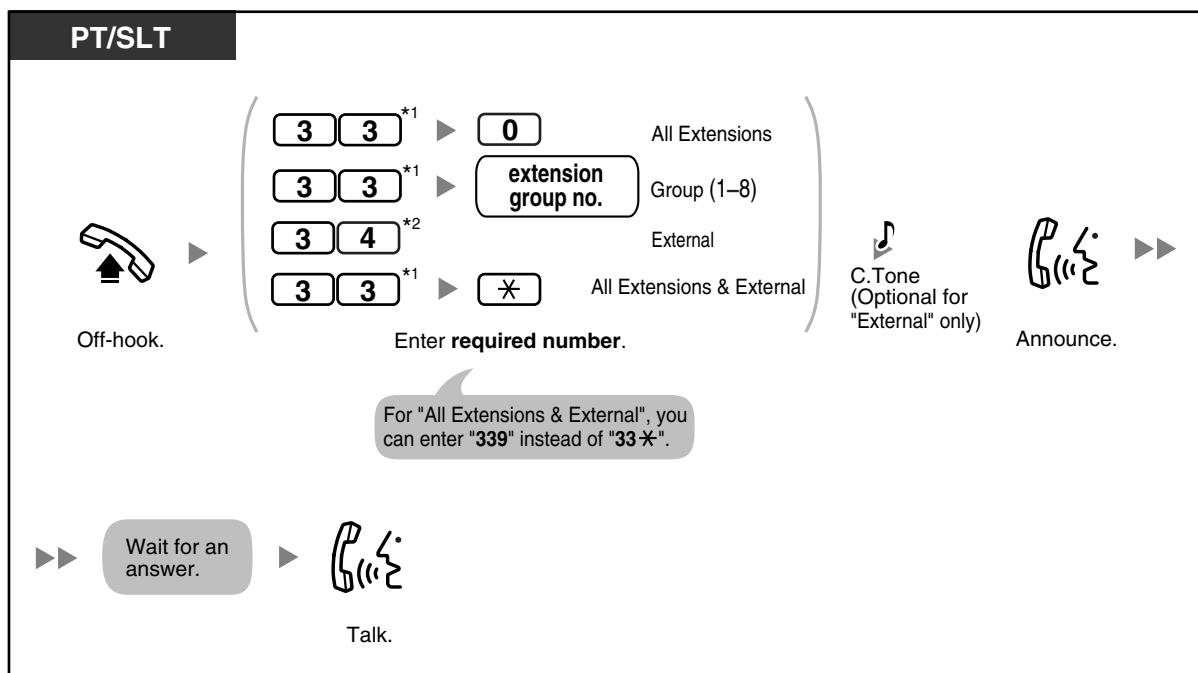 PT/SLT
3 3 *1 0 All Extensions
3 3 *1 extension group no. Group (1–8)
3 4 *2 External
3 3 *1 ✳ All Extensions & External
C.Tone
(Optional for
"External" only)
Off-hook.
Enter required number.
Announce.
For "All Extensions & External", you
can enter "339" instead of "33✳".
Wait for an
answer.
Talk.